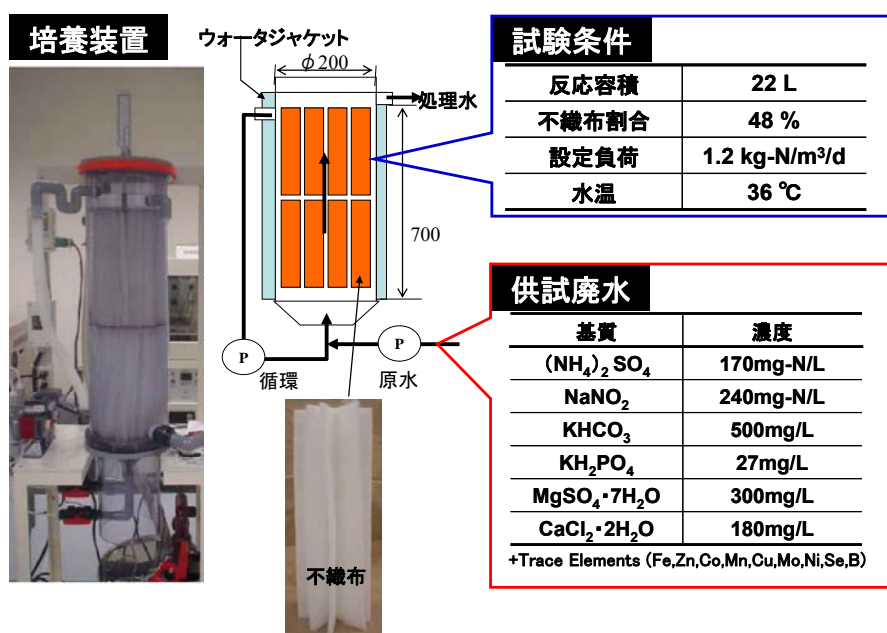 培養装置
ウォータジャケット
φ200
処理水
700
P
循環
P
原水
不織布
試験条件
反応容積 22 L
不織布割合 48 %
設定負荷 1.2 kg-N/m³/d
水温 36 ℃
供試廃水
基質 濃度
(NH₄)₂SO₄ 170mg-N/L
NaNO₂ 240mg-N/L
KHCO₃ 500mg/L
KH₂PO₄ 27mg/L
MgSO₄・7H₂O 300mg/L
CaCl₂・2H₂O 180mg/L
+Trace Elements (Fe,Zn,Co,Mn,Cu,Mo,Ni,Se,B)